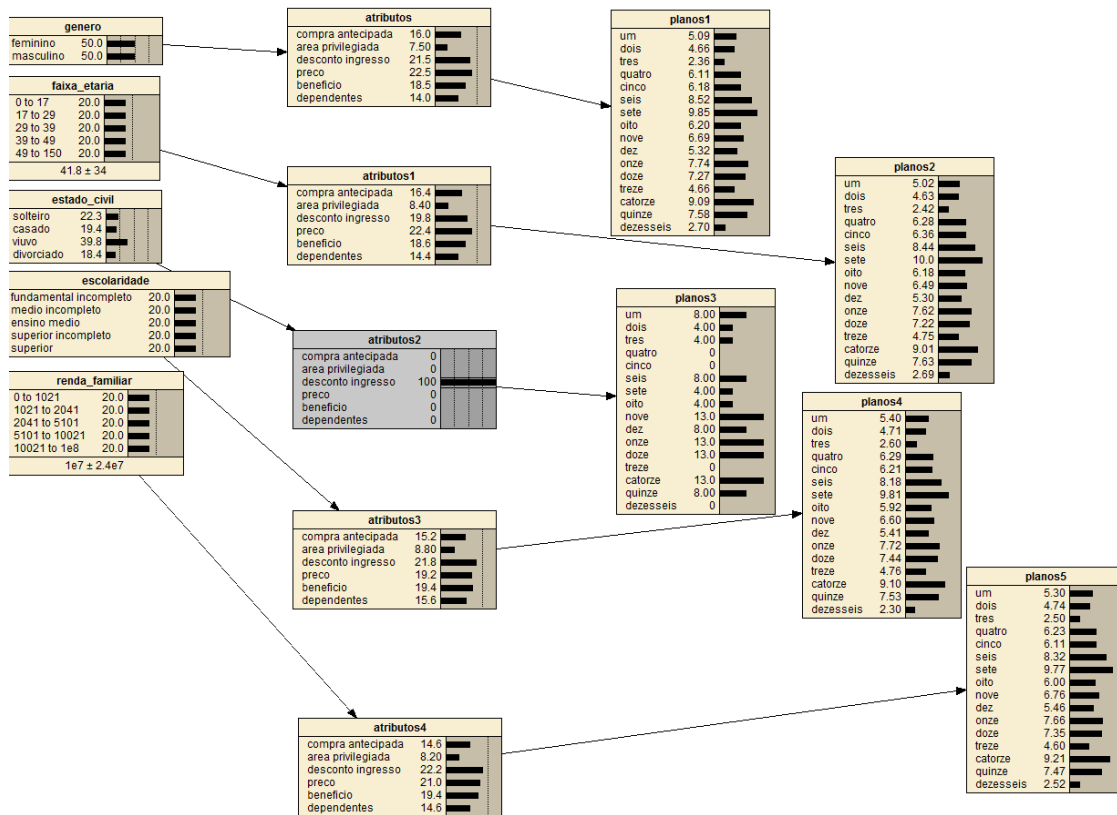 genero
feminino 50.0
masculino 50.0
faixa_etaria
0 to 17 20.0
17 to 29 20.0
29 to 39 20.0
39 to 49 20.0
49 to 150 20.0
41.8 ± 34
estado_civil
solteiro 22.3
casado 19.4
viuvo 39.8
divorciado 18.4
escolaridade
fundamental incompleto 20.0
medio incompleto 20.0
ensino medio 20.0
superior incompleto 20.0
superior 20.0
renda_familiar
0 to 1021 20.0
1021 to 2041 20.0
2041 to 5101 20.0
5101 to 10021 20.0
10021 to 1e8 20.0
1e7 ± 2.4e7
atributos
compra antecipada 16.0
area privilegiada 7.50
desconto ingresso 21.5
preco 22.5
beneficio 18.5
dependentes 14.0
atributos1
compra antecipada 16.4
area privilegiada 8.40
desconto ingresso 19.8
preco 22.4
beneficio 18.6
dependentes 14.4
atributos2
compra antecipada 0
area privilegiada 0
desconto ingresso 100
preco 0
beneficio 0
dependentes 0
atributos3
compra antecipada 15.2
area privilegiada 8.80
desconto ingresso 21.8
preco 19.2
beneficio 19.4
dependentes 15.6
atributos4
compra antecipada 14.6
area privilegiada 8.20
desconto ingresso 22.2
preco 21.0
beneficio 19.4
dependentes 14.6
planos1
um 5.09
dois 4.66
tres 2.36
quatro 6.11
cinco 6.18
seis 8.52
sete 9.85
oito 6.20
nove 6.69
dez 5.32
onze 7.74
doze 7.27
treze 4.66
catorze 9.09
quinze 7.58
dezesseis 2.70
planos2
um 5.02
dois 4.63
tres 2.42
quatro 6.28
cinco 6.36
seis 8.44
sete 10.0
oito 6.18
nove 6.49
dez 5.30
onze 7.62
doze 7.22
treze 4.75
catorze 9.01
quinze 7.63
dezesseis 2.69
planos3
um 8.00
dois 4.00
tres 4.00
quatro 0
cinco 0
seis 8.00
sete 4.00
oito 4.00
nove 13.0
dez 8.00
onze 13.0
doze 13.0
treze 0
catorze 13.0
quinze 8.00
dezesseis 0
planos4
um 5.40
dois 4.71
tres 2.60
quatro 6.29
cinco 6.21
seis 8.18
sete 9.81
oito 5.92
nove 6.60
dez 5.41
onze 7.72
doze 7.44
treze 4.76
catorze 9.10
quinze 7.53
dezesseis 2.30
planos5
um 5.30
dois 4.74
tres 2.50
quatro 6.23
cinco 6.11
seis 8.32
sete 9.77
oito 6.00
nove 6.76
dez 5.46
onze 7.66
doze 7.35
treze 4.60
catorze 9.21
quinze 7.47
dezesseis 2.52